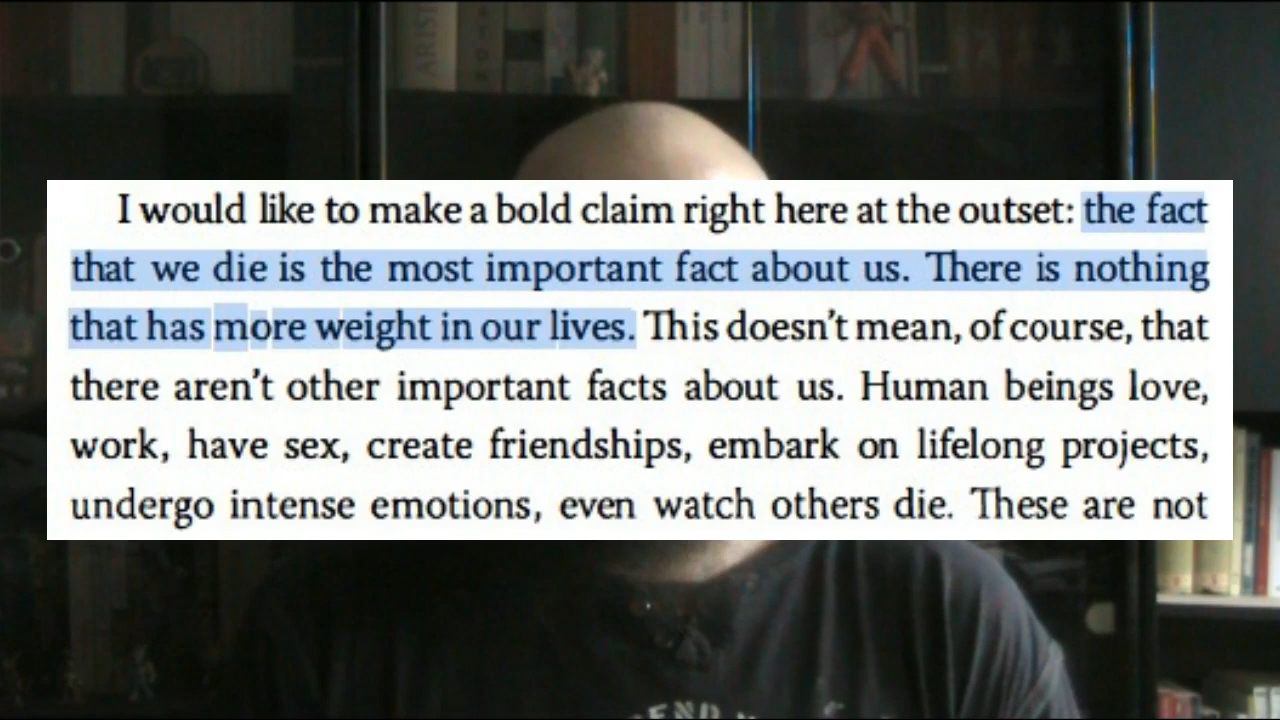 ARIST
I would like to make a bold claim right here at the outset: the fact
that we die is the most important fact about us. There is nothing
that has more weight in our lives. This doesn't mean, of course, that
there aren't other important facts about us. Human beings love,
work, have sex, create friendships, embark on lifelong projects,
undergo intense emotions, even watch others die. These are not